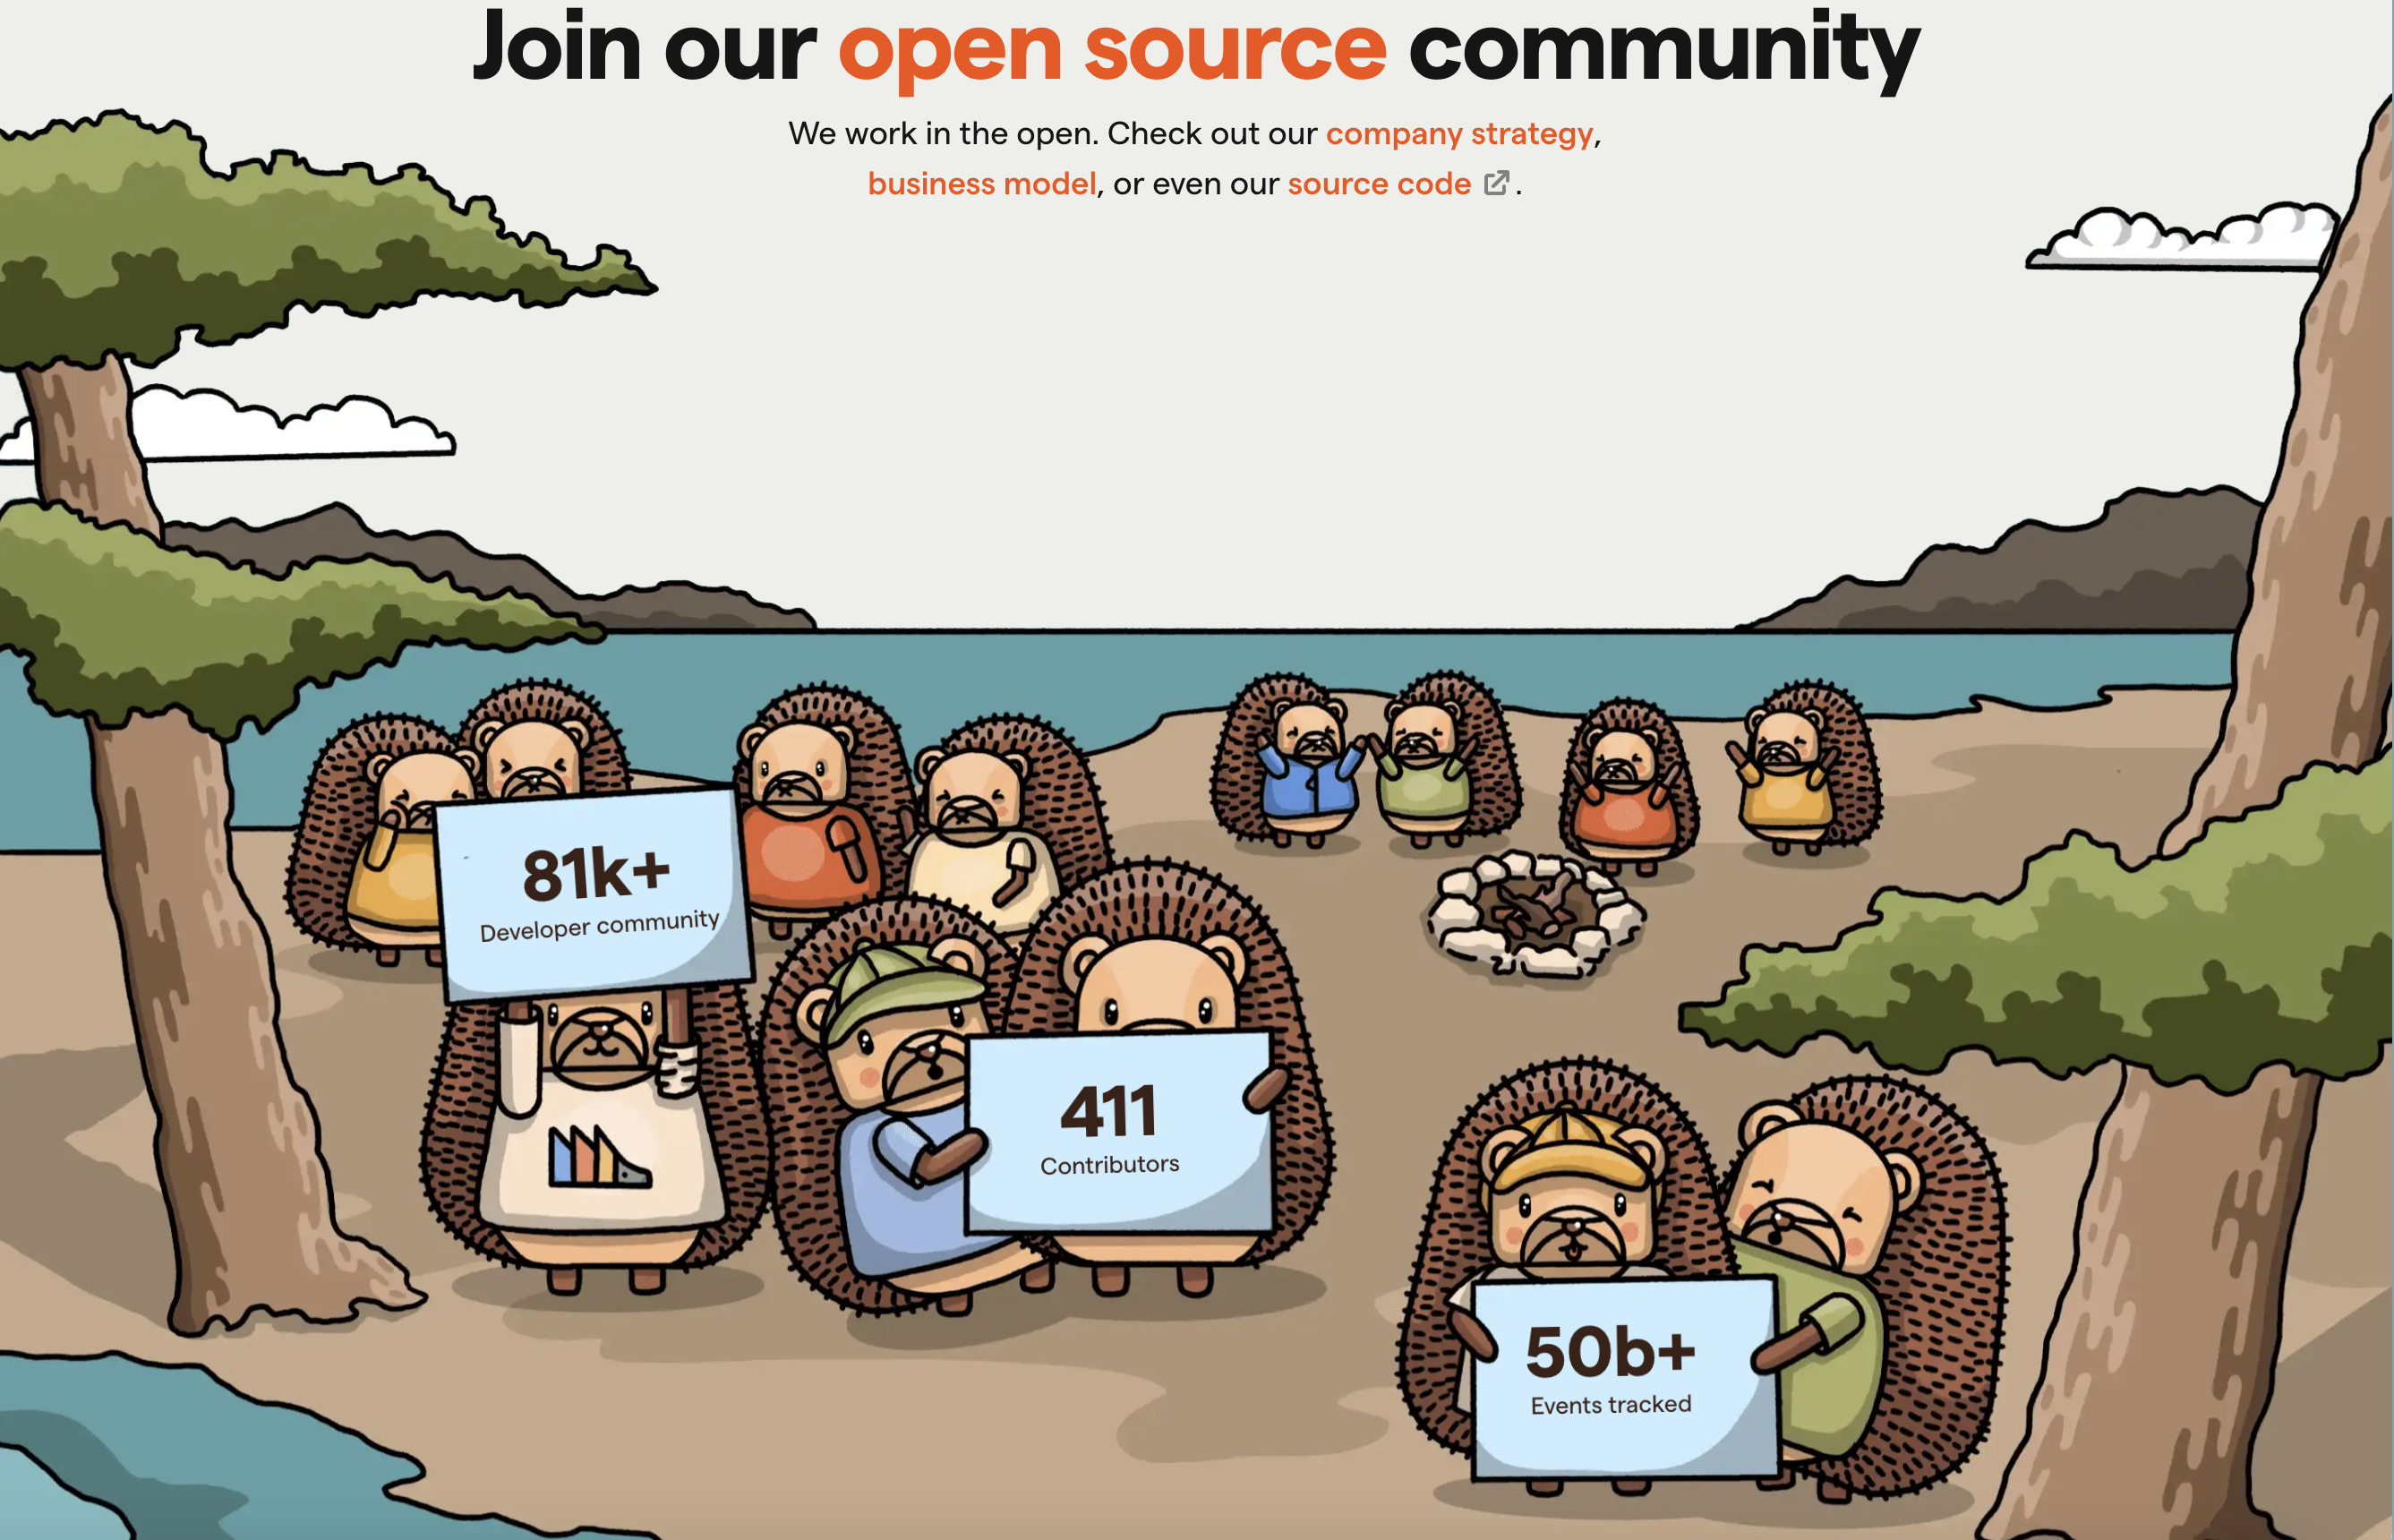 Join our open source community
We work in the open. Check out our company strategy,
business model, or even our source code .
81k+
Developer community
411
Contributors
50b+
Events tracked